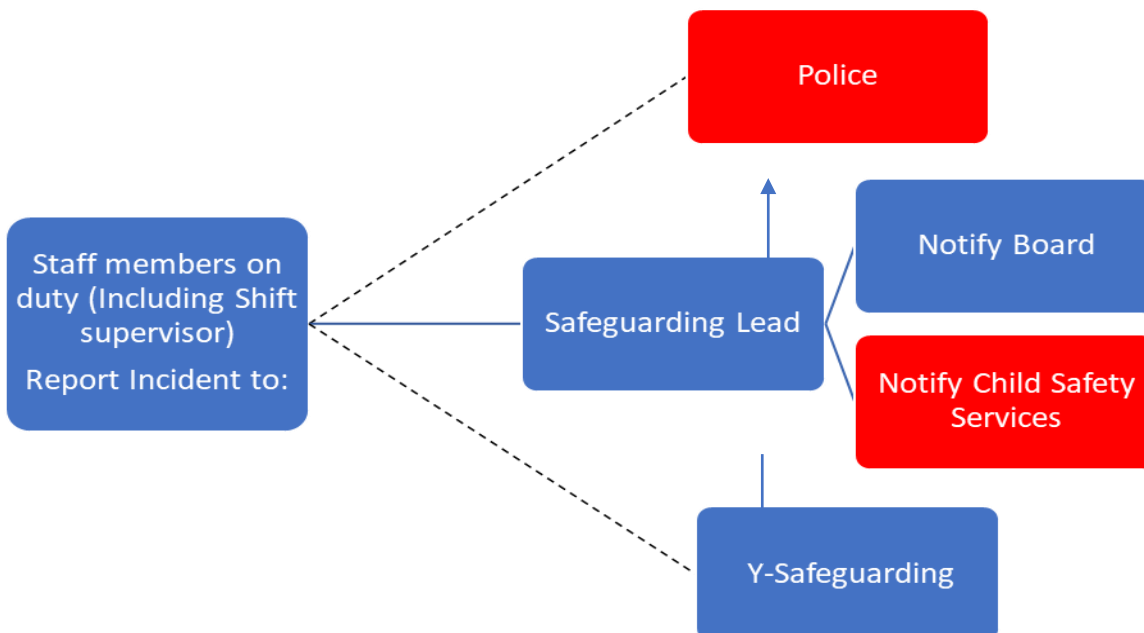 Police
Staff members on
duty (Including Shift
supervisor)
Report Incident to:
Safeguarding Lead
Notify Board
Notify Child Safety
Services
Y-Safeguarding